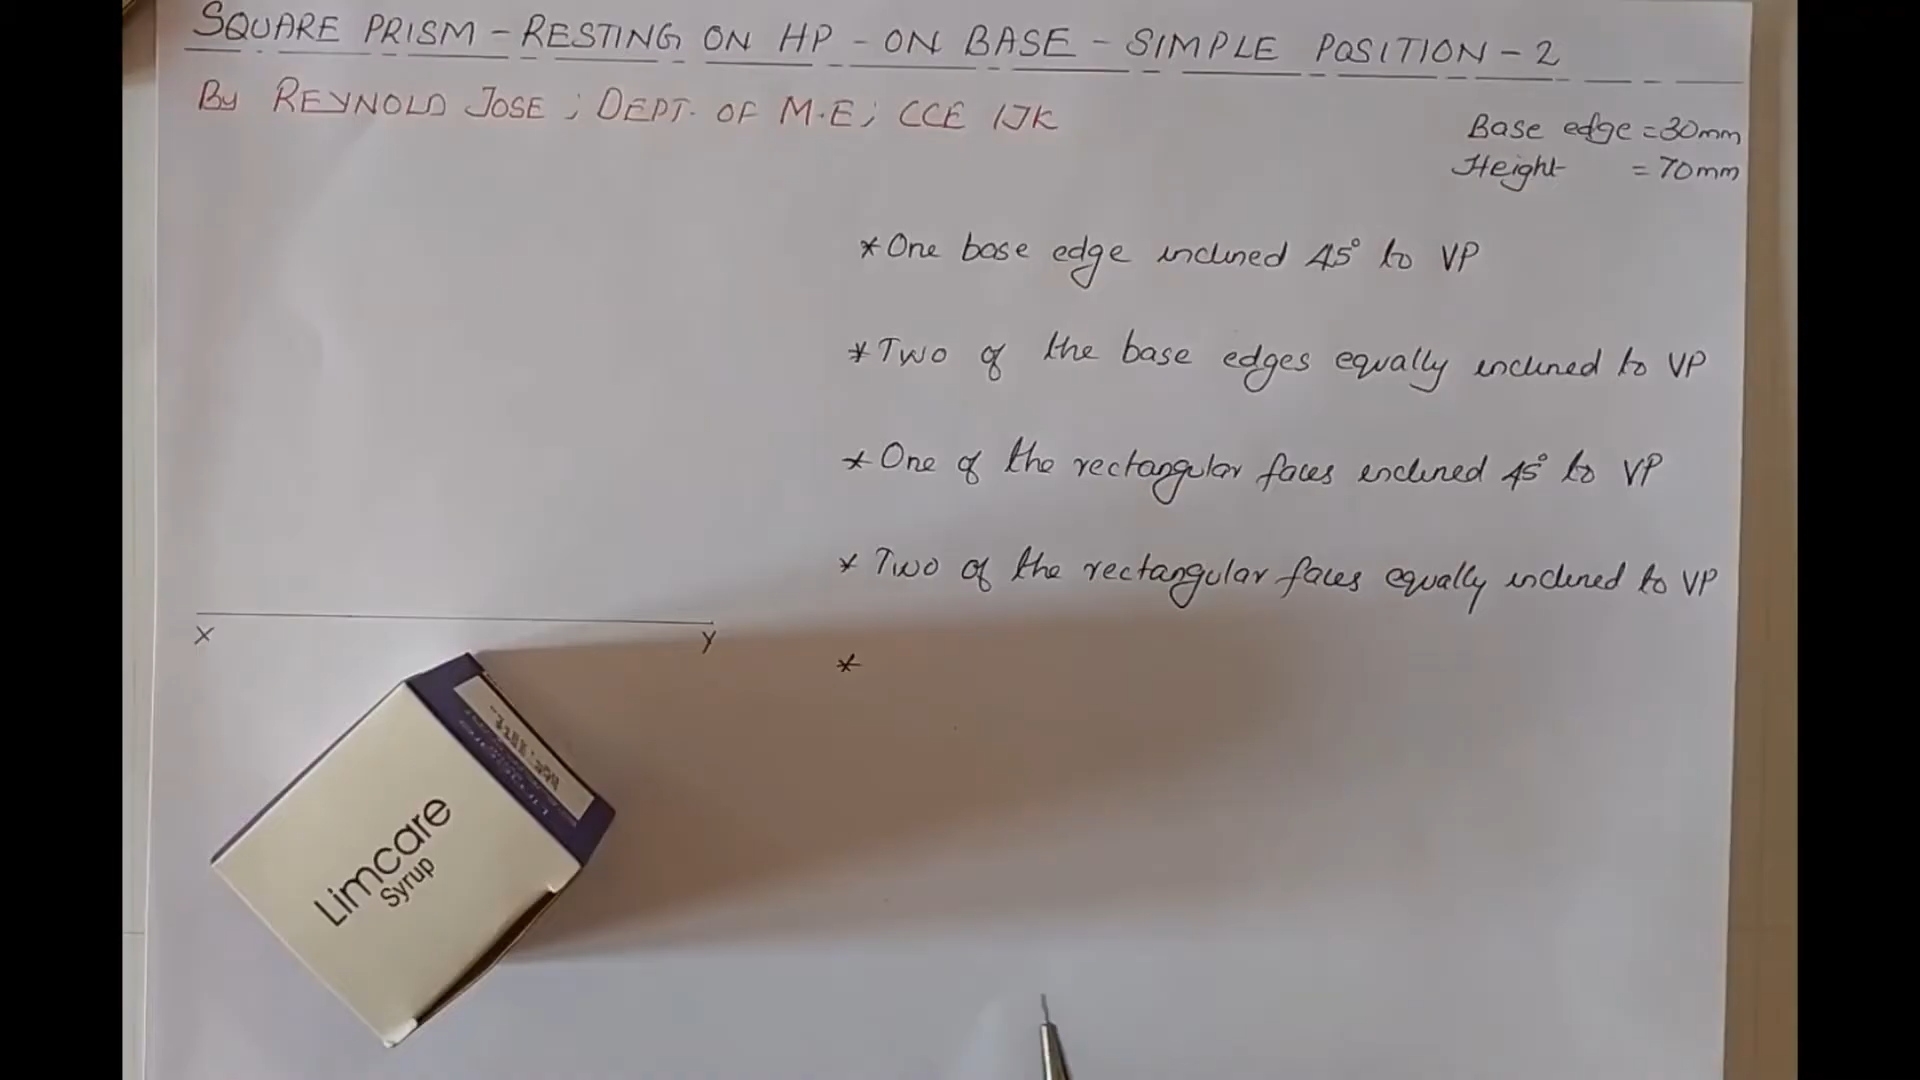 SQUARE PRISM - RESTING ON HP - ON BASE - SIMPLE POSITION - 2
By REYNOLD JOSE ; DEPT. OF M.E ; CCE IJK
Base edge = 30mm
Height = 70mm
* One base edge inclined 45° to VP
* Two of the base edges equally inclined to VP
* One of the rectangular faces inclined 45° to VP
* Two of the rectangular faces equally inclined to VP
X
Y
*
Limcare
Syrup